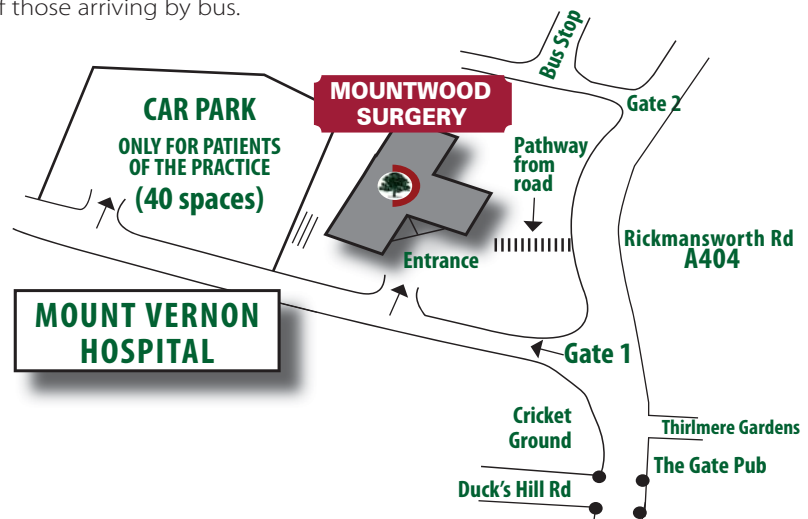 f those arriving by bus.
Bus Stop
MOUNTWOOD
SURGERY
Gate 2
CAR PARK
ONLY FOR PATIENTS
OF THE PRACTICE
(40 spaces)
Pathway
from
road
Rickmansworth Rd
A404
Entrance
MOUNT VERNON
HOSPITAL
Gate 1
Cricket
Ground
Thirlmere Gardens
The Gate Pub
Duck's Hill Rd